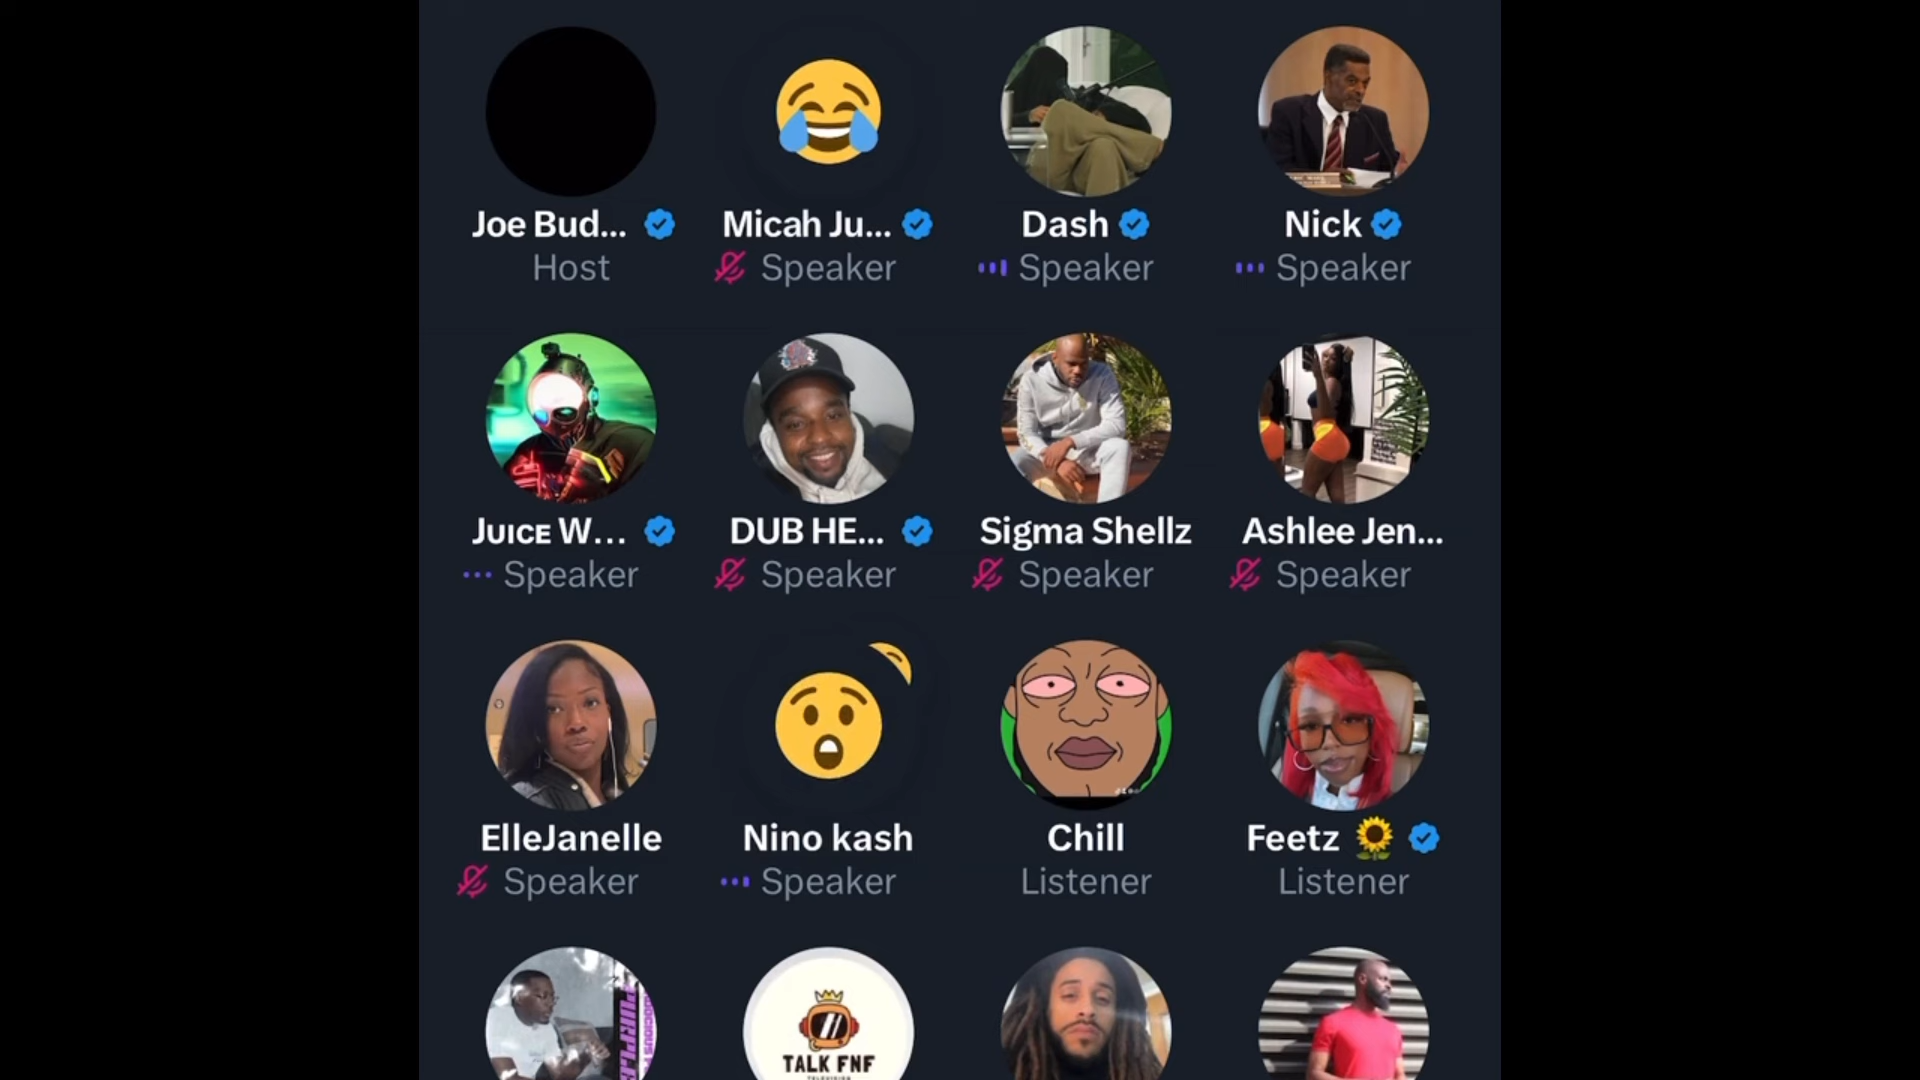 Joe Bud... Micah Ju... Dash Nick
Host Speaker Speaker Speaker
Juice W... DUB HE... Sigma Shellz Ashlee Jen...
Speaker Speaker Speaker Speaker
ElleJanelle Nino kash Chill Feetz 🌻
Speaker Speaker Listener Listener
TALK FNF
TELEVISION